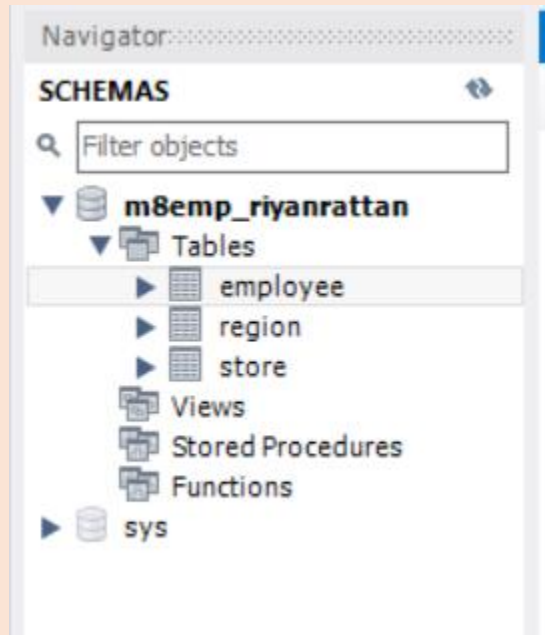 Navigator
SCHEMAS
Filter objects
m8emp_riyanrattan
Tables
employee
region
store
Views
Stored Procedures
Functions
sys